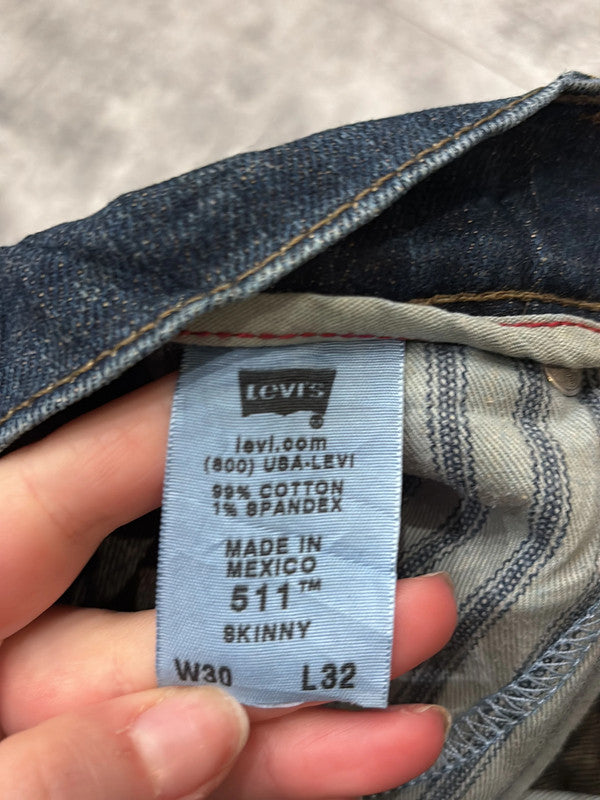 Levi's
®
levi.com
(800) USA-LEVI
99% COTTON
1% SPANDEX
MADE IN
MEXICO
511™
SKINNY
W30 L32